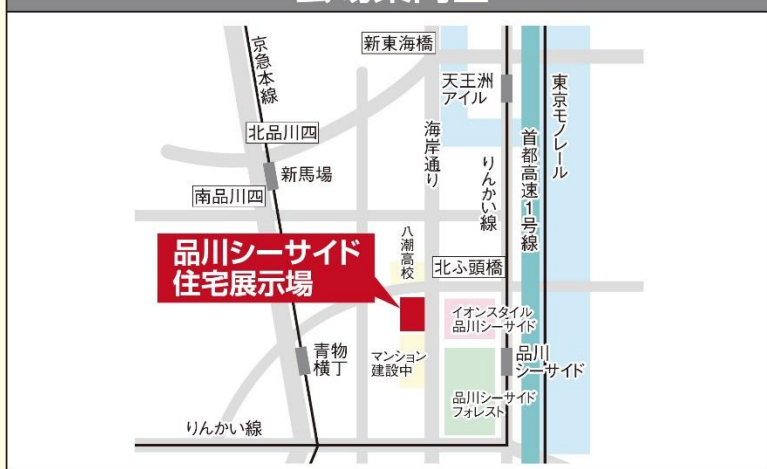 新東海橋
京急本線
天王洲
アイル
東京モノレール
北品川四
海岸通り
りんかい線
首都高速1号線
新馬場
南品川四
八潮高校
品川シーサイド
住宅展示場
北ふ頭橋
イオンスタイル
品川シーサイド
青物
横丁
マンション
建設中
品川
シーサイド
品川シーサイド
フォレスト
りんかい線